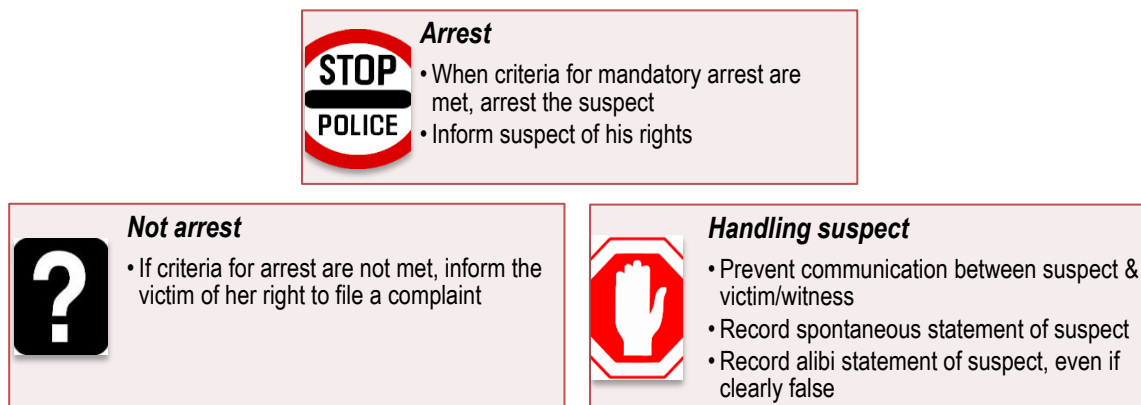 Arrest
STOP
POLICE
• When criteria for mandatory arrest are
met, arrest the suspect
• Inform suspect of his rights
Not arrest
?
• If criteria for arrest are not met, inform the
victim of her right to file a complaint
Handling suspect
• Prevent communication between suspect &
victim/witness
• Record spontaneous statement of suspect
• Record alibi statement of suspect, even if
clearly false